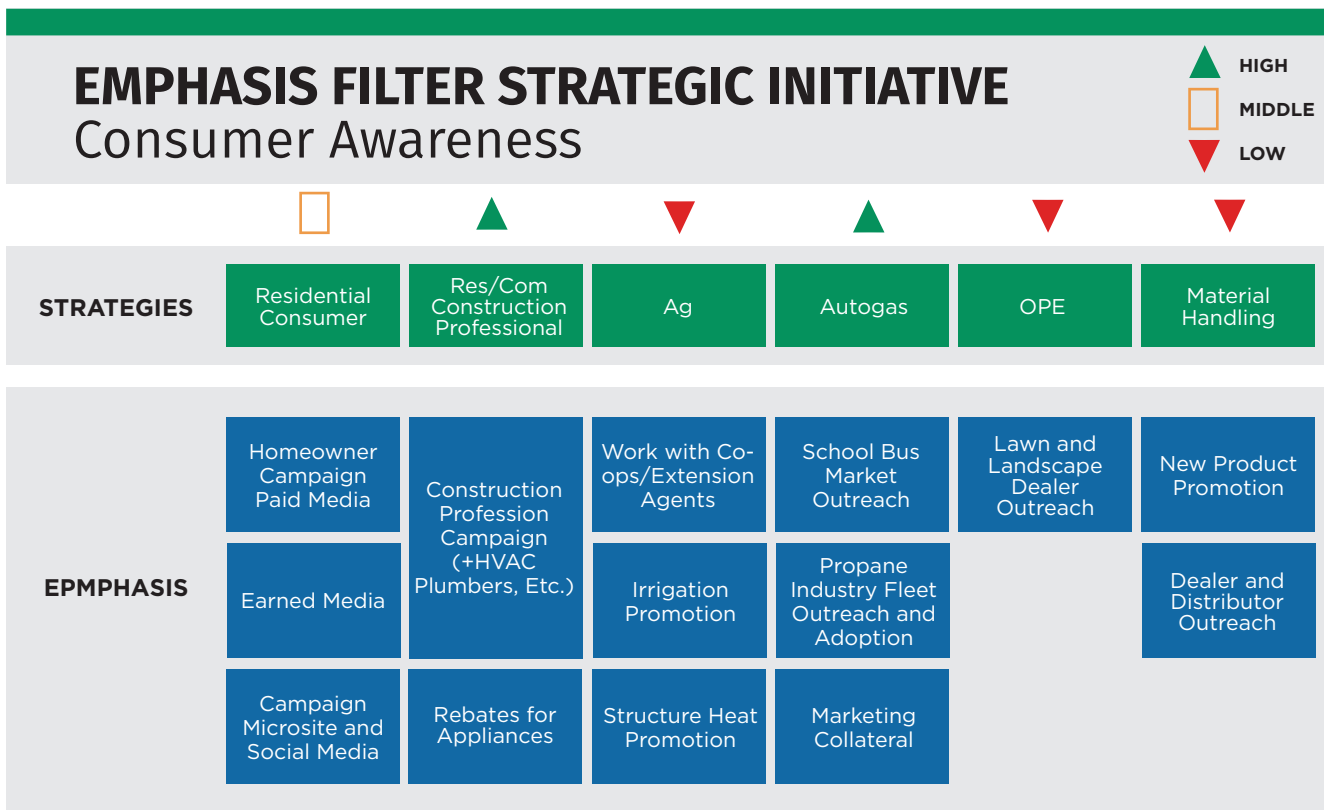 EMPHASIS FILTER STRATEGIC INITIATIVE
Consumer Awareness
HIGH
MIDDLE
LOW
STRATEGIES
Residential
Consumer
Res/Com
Construction
Professional
Ag
Autogas
OPE
Material
Handling
EPMPHASIS
Homeowner
Campaign
Paid Media
Earned Media
Campaign
Microsite and
Social Media
Construction
Profession
Campaign
(+HVAC
Plumbers, Etc.)
Rebates for
Appliances
Work with Co-
ops/Extension
Agents
Irrigation
Promotion
Structure Heat
Promotion
School Bus
Market
Outreach
Propane
Industry Fleet
Outreach and
Adoption
Marketing
Collateral
Lawn and
Landscape
Dealer
Outreach
New Product
Promotion
Dealer and
Distributor
Outreach